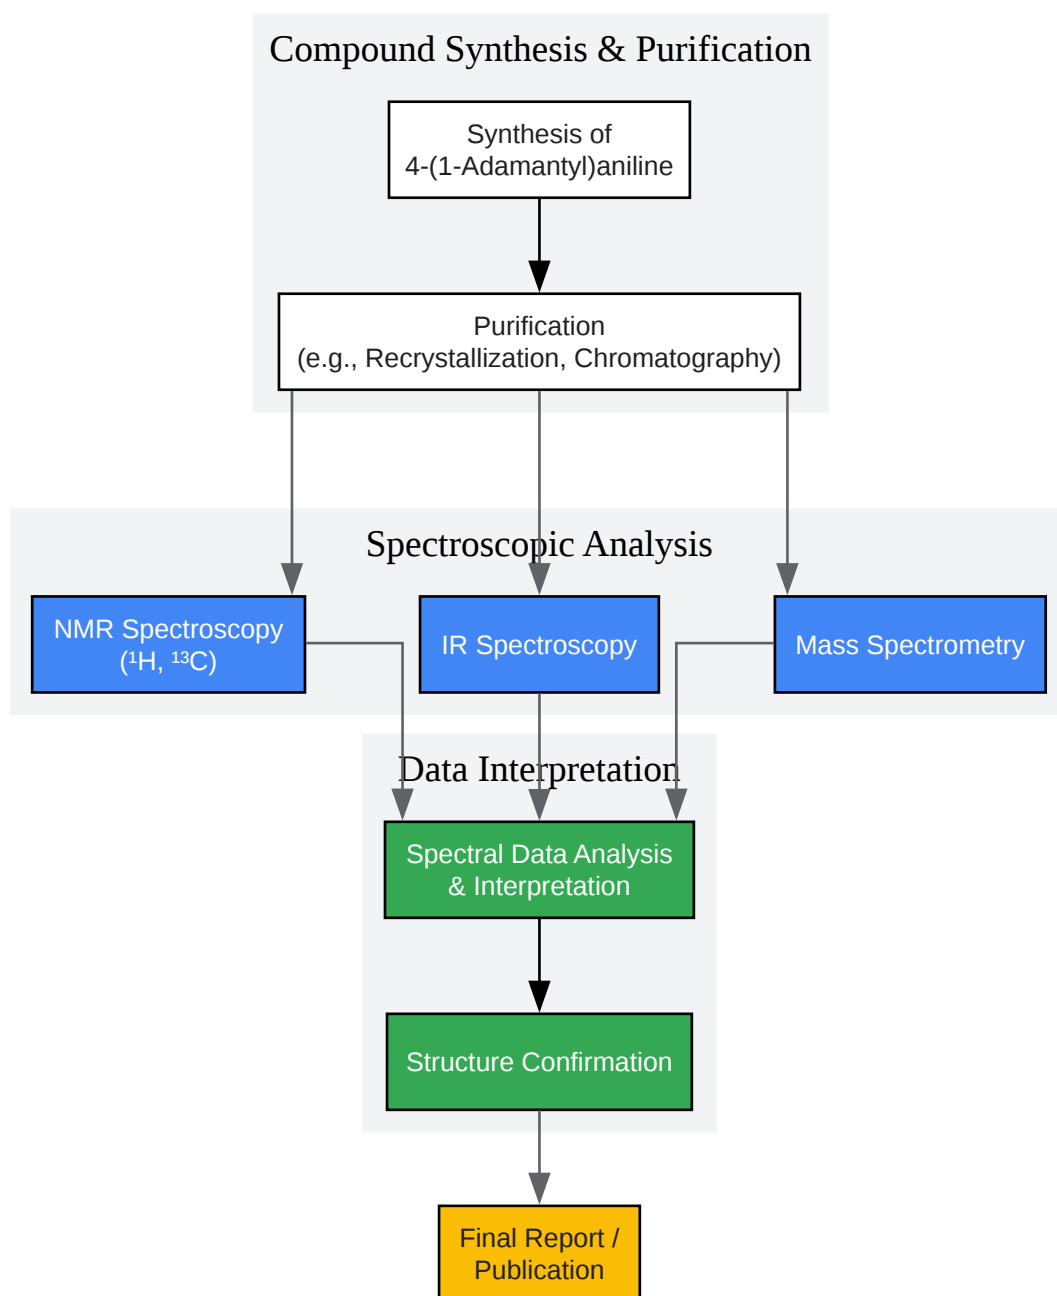 Compound Synthesis & Purification
Synthesis of
4-(1-Adamantyl)aniline
Purification
(e.g., Recrystallization, Chromatography)
Spectroscopic Analysis
NMR Spectroscopy
(¹H, ¹³C)
IR Spectroscopy
Mass Spectrometry
Data Interpretation
Spectral Data Analysis
& Interpretation
Structure Confirmation
Final Report /
Publication